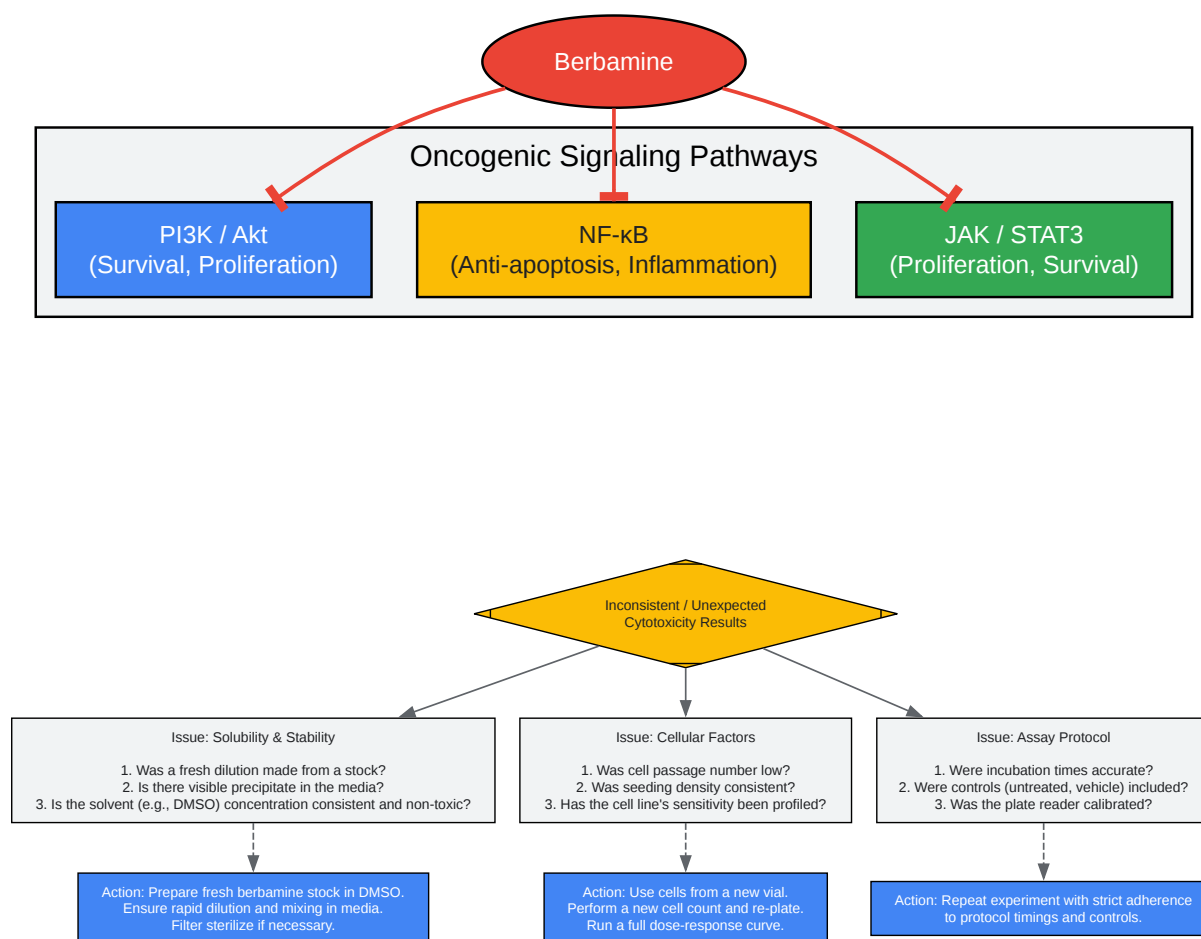 Berbamine
Oncogenic Signaling Pathways
PI3K / Akt
(Survival, Proliferation)
NF-κB
(Anti-apoptosis, Inflammation)
JAK / STAT3
(Proliferation, Survival)
Inconsistent / Unexpected
Cytotoxicity Results
Issue: Solubility & Stability
1. Was a fresh dilution made from a stock?
2. Is there visible precipitate in the media?
3. Is the solvent (e.g., DMSO) concentration consistent and non-toxic?
Issue: Cellular Factors
1. Was cell passage number low?
2. Was seeding density consistent?
3. Has the cell line's sensitivity been profiled?
Issue: Assay Protocol
1. Were incubation times accurate?
2. Were controls (untreated, vehicle) included?
3. Was the plate reader calibrated?
Action: Prepare fresh berbamine stock in DMSO.
Ensure rapid dilution and mixing in media.
Filter sterilize if necessary.
Action: Use cells from a new vial.
Perform a new cell count and re-plate.
Run a full dose-response curve.
Action: Repeat experiment with strict adherence
to protocol timings and controls.